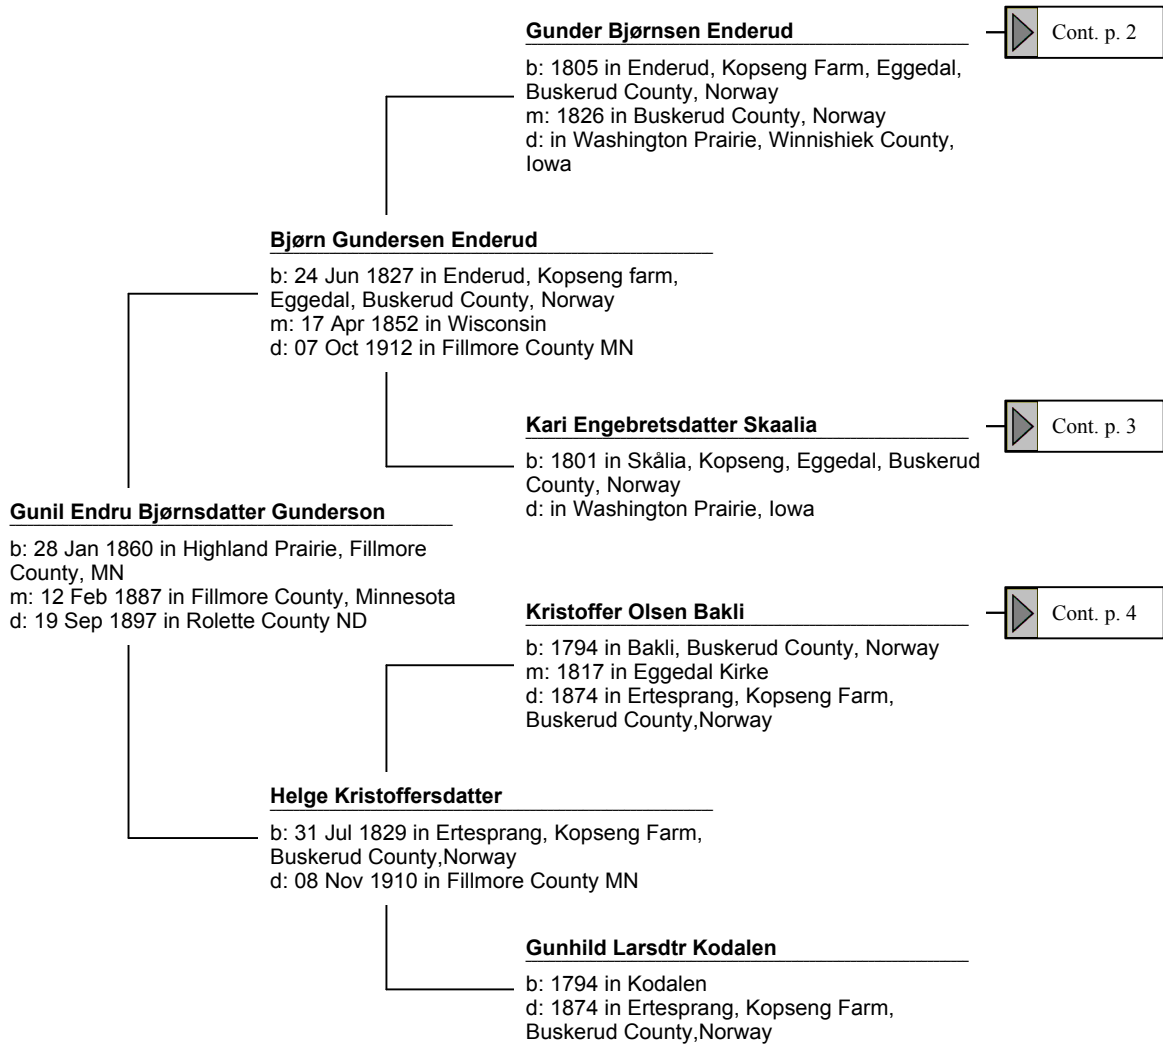 Gunder Bjørnsen Enderud
Cont. p. 2
b: 1805 in Enderud, Kopseng Farm, Eggedal,
Buskerud County, Norway
m: 1826 in Buskerud County, Norway
d: in Washington Prairie, Winnishiek County,
Iowa
Bjørn Gundersen Enderud
b: 24 Jun 1827 in Enderud, Kopseng farm,
Eggedal, Buskerud County, Norway
m: 17 Apr 1852 in Wisconsin
d: 07 Oct 1912 in Fillmore County MN
Kari Engebretsdatter Skaalia
Cont. p. 3
b: 1801 in Skålia, Kopseng, Eggedal, Buskerud
County, Norway
d: in Washington Prairie, Iowa
Gunil Endru Bjørnsdatter Gunderson
b: 28 Jan 1860 in Highland Prairie, Fillmore
County, MN
m: 12 Feb 1887 in Fillmore County, Minnesota
d: 19 Sep 1897 in Rolette County ND
Kristoffer Olsen Bakli
Cont. p. 4
b: 1794 in Bakli, Buskerud County, Norway
m: 1817 in Eggedal Kirke
d: 1874 in Ertesprang, Kopseng Farm,
Buskerud County,Norway
Helge Kristoffersdatter
b: 31 Jul 1829 in Ertesprang, Kopseng Farm,
Buskerud County,Norway
d: 08 Nov 1910 in Fillmore County MN
Gunhild Larsdtr Kodalen
b: 1794 in Kodalen
d: 1874 in Ertesprang, Kopseng Farm,
Buskerud County,Norway